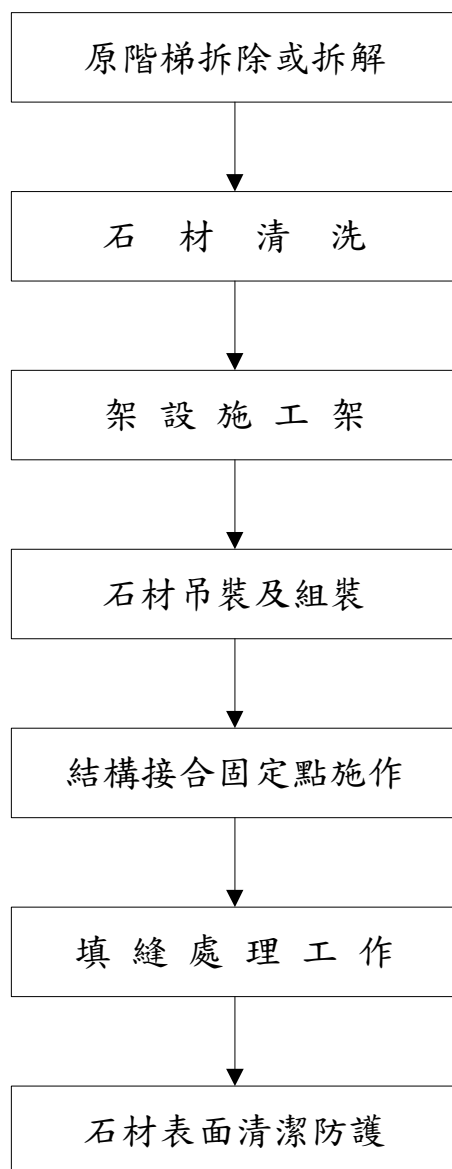 原階梯拆除或拆解
石材清洗
架設施工架
石材吊裝及組裝
結構接合固定點施作
填縫處理工作
石材表面清潔防護